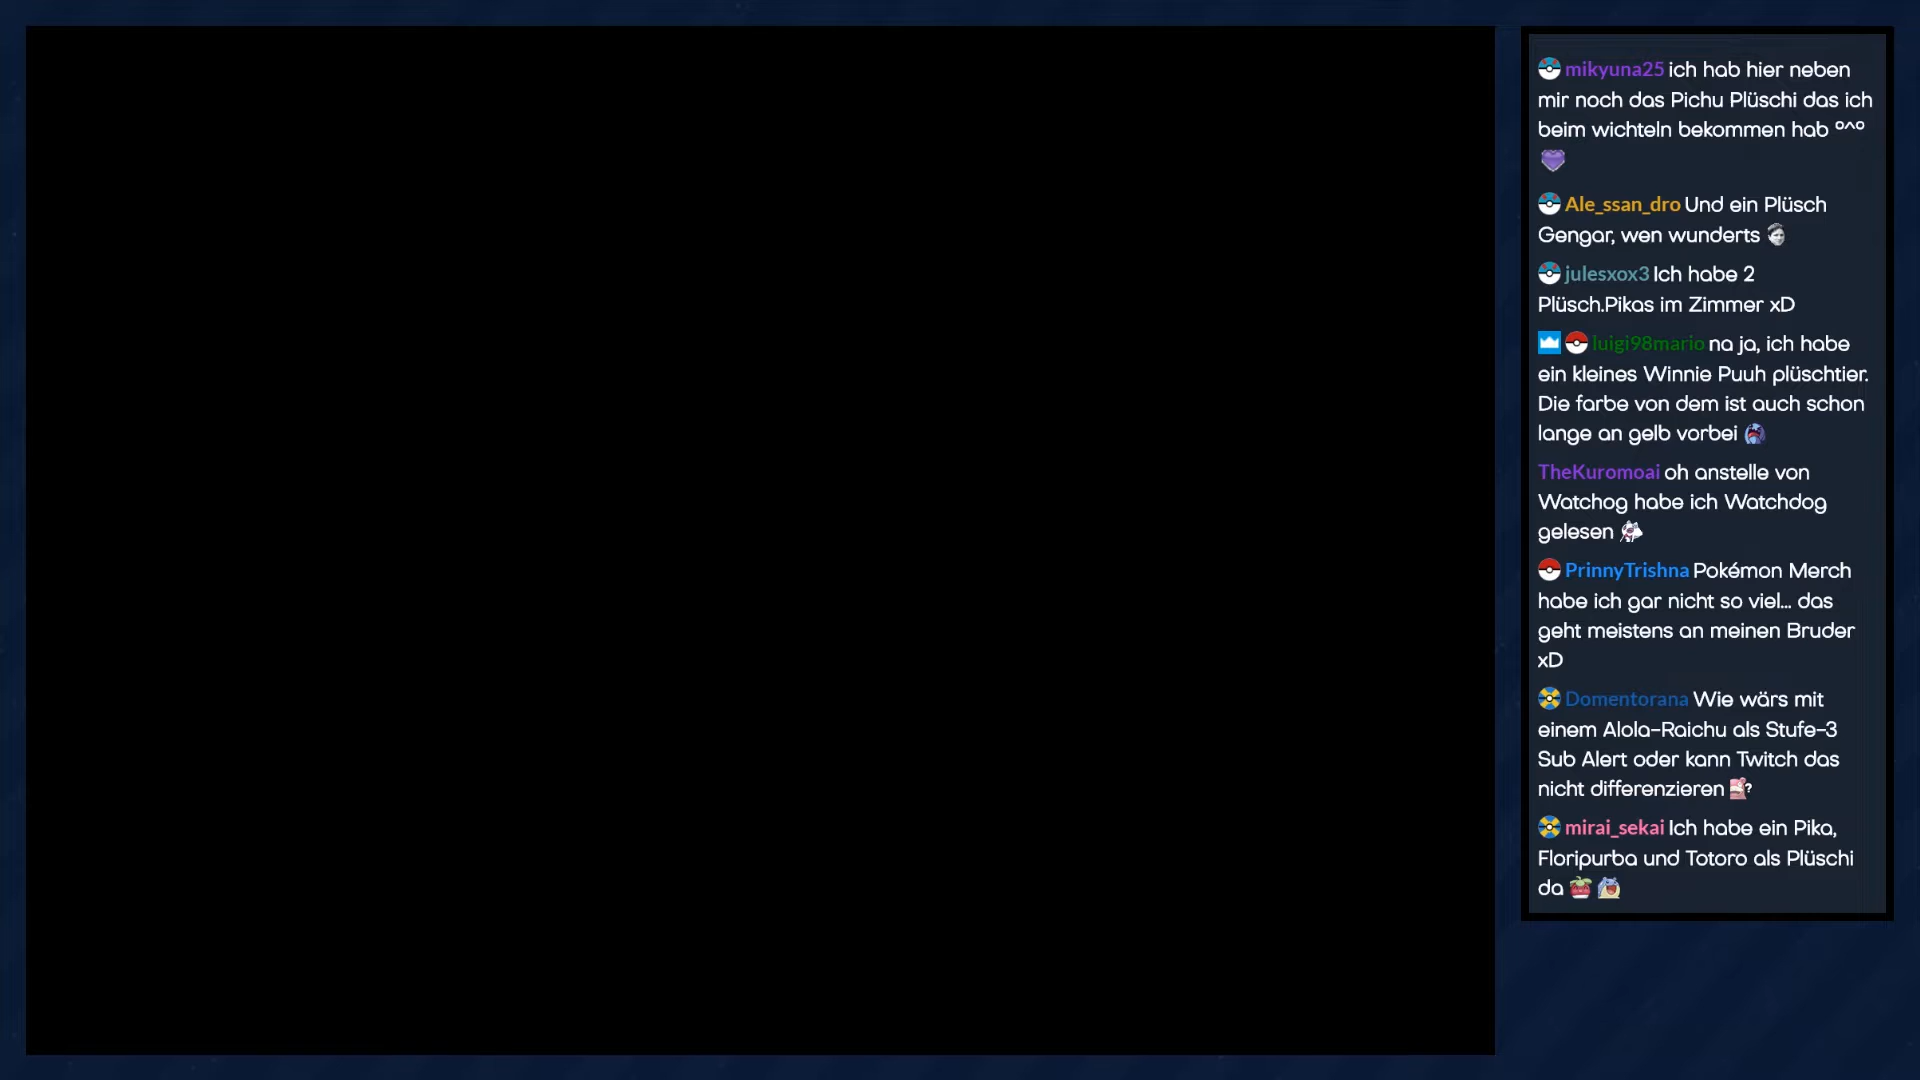 mikyuna25 ich hab hier neben
mir noch das Pichu Plüschi das ich
beim wichteln bekommen hab º^º
Ale_ssan_dro Und ein Plüsch
Gengar, wen wunderts
julesxox3 Ich habe 2
Plüsch.Pikas im Zimmer xD
luigi98mario na ja, ich habe
ein kleines Winnie Puuh plüschtier.
Die farbe von dem ist auch schon
lange an gelb vorbei
TheKuromoai oh anstelle von
Watchog habe ich Watchdog
gelesen
PrinnyTrishna Pokémon Merch
habe ich gar nicht so viel... das
geht meistens an meinen Bruder
xD
Domentorana Wie wärs mit
einem Alola-Raichu als Stufe-3
Sub Alert oder kann Twitch das
nicht differenzieren
mirai_sekai Ich habe ein Pika,
Floripurba und Totoro als Plüschi
da